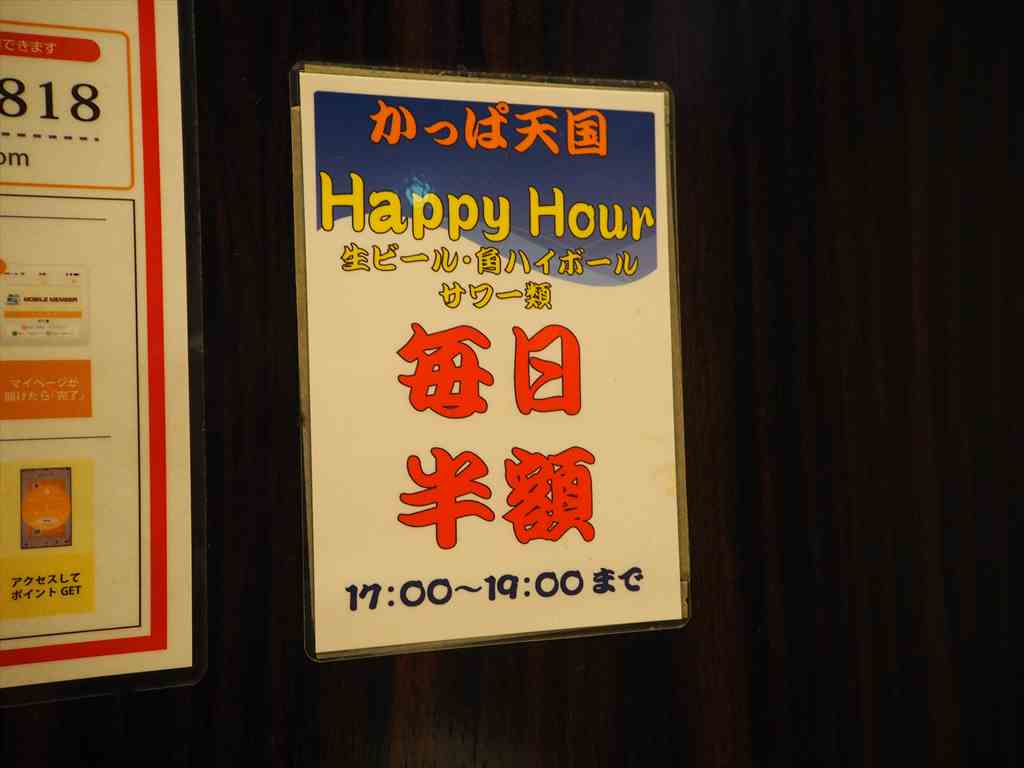 できます
818
om
MOBILE MEMBER
マイページが
届けたら「完了」
アクセスして
ポイントGET
かっぱ天国
Happy Hour
生ビール・角ハイボール
サワー類
毎日
半額
17:00～19:00まで